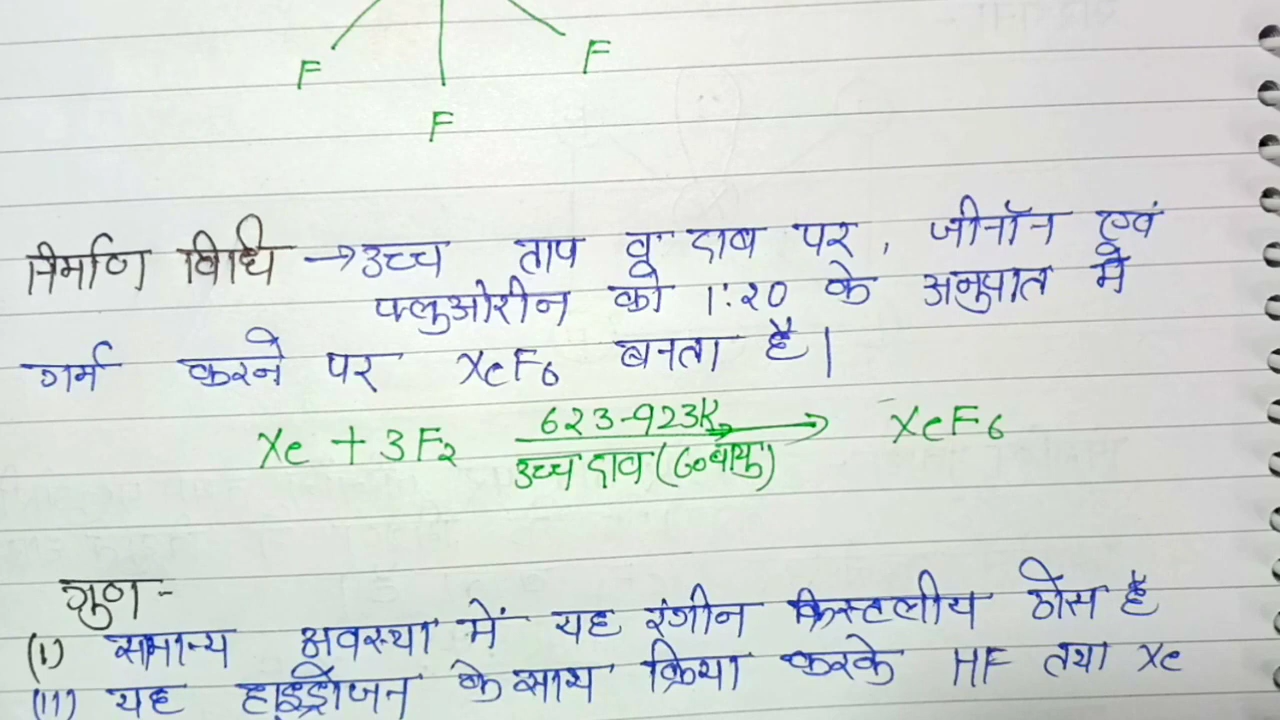 F
F
F
निर्माण विधि → उच्च ताप व दाब पर, जीनॉन एवं
फ्लुओरीन को 1:20 के अनुपात में
गर्म करने पर XeF6 बनता है।
Xe + 3F2 623-923K उच्च दाब (60 वायु) → XeF6
गुण -
(I) सामान्य अवस्था में यह रंगीन क्रिस्टलीय ठोस है
(II) यह हाइड्रोजन के साथ क्रिया करके HF तथा Xe